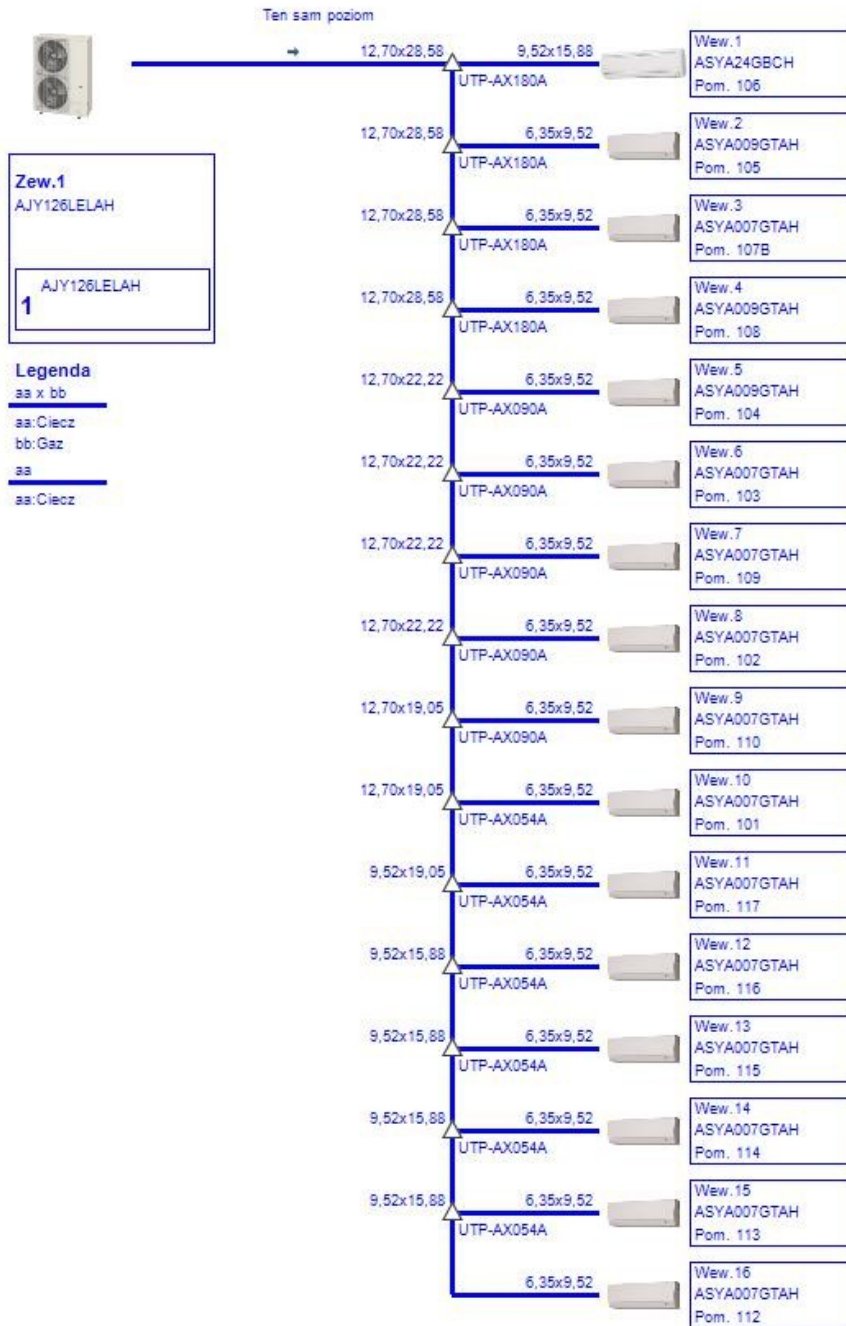 Ten sam poziom
12,70x28,58
9,52x15,88
UTP-AX180A
Wew.1
ASYA24GBCH
Pom. 106
12,70x28,58
6,35x9,52
UTP-AX180A
Wew.2
ASYA009GTAH
Pom. 105
Zew.1
AJY126LELAH
1
AJY126LELAH
12,70x28,58
6,35x9,52
UTP-AX180A
Wew.3
ASYA007GTAH
Pom. 107B
12,70x28,58
6,35x9,52
UTP-AX180A
Wew.4
ASYA009GTAH
Pom. 108
Legenda
aa x bb
aa:Ciecz
bb:Gaz
aa
aa:Ciecz
12,70x22,22
6,35x9,52
UTP-AX090A
Wew.5
ASYA009GTAH
Pom. 104
12,70x22,22
6,35x9,52
UTP-AX090A
Wew.6
ASYA007GTAH
Pom. 103
12,70x22,22
6,35x9,52
UTP-AX090A
Wew.7
ASYA007GTAH
Pom. 109
12,70x22,22
6,35x9,52
UTP-AX090A
Wew.8
ASYA007GTAH
Pom. 102
12,70x19,05
6,35x9,52
UTP-AX090A
Wew.9
ASYA007GTAH
Pom. 110
12,70x19,05
6,35x9,52
UTP-AX054A
Wew.10
ASYA007GTAH
Pom. 101
9,52x19,05
6,35x9,52
UTP-AX054A
Wew.11
ASYA007GTAH
Pom. 117
9,52x15,88
6,35x9,52
UTP-AX054A
Wew.12
ASYA007GTAH
Pom. 116
9,52x15,88
6,35x9,52
UTP-AX054A
Wew.13
ASYA007GTAH
Pom. 115
9,52x15,88
6,35x9,52
UTP-AX054A
Wew.14
ASYA007GTAH
Pom. 114
9,52x15,88
6,35x9,52
UTP-AX054A
Wew.15
ASYA007GTAH
Pom. 113
6,35x9,52
Wew.16
ASYA007GTAH
Pom. 112